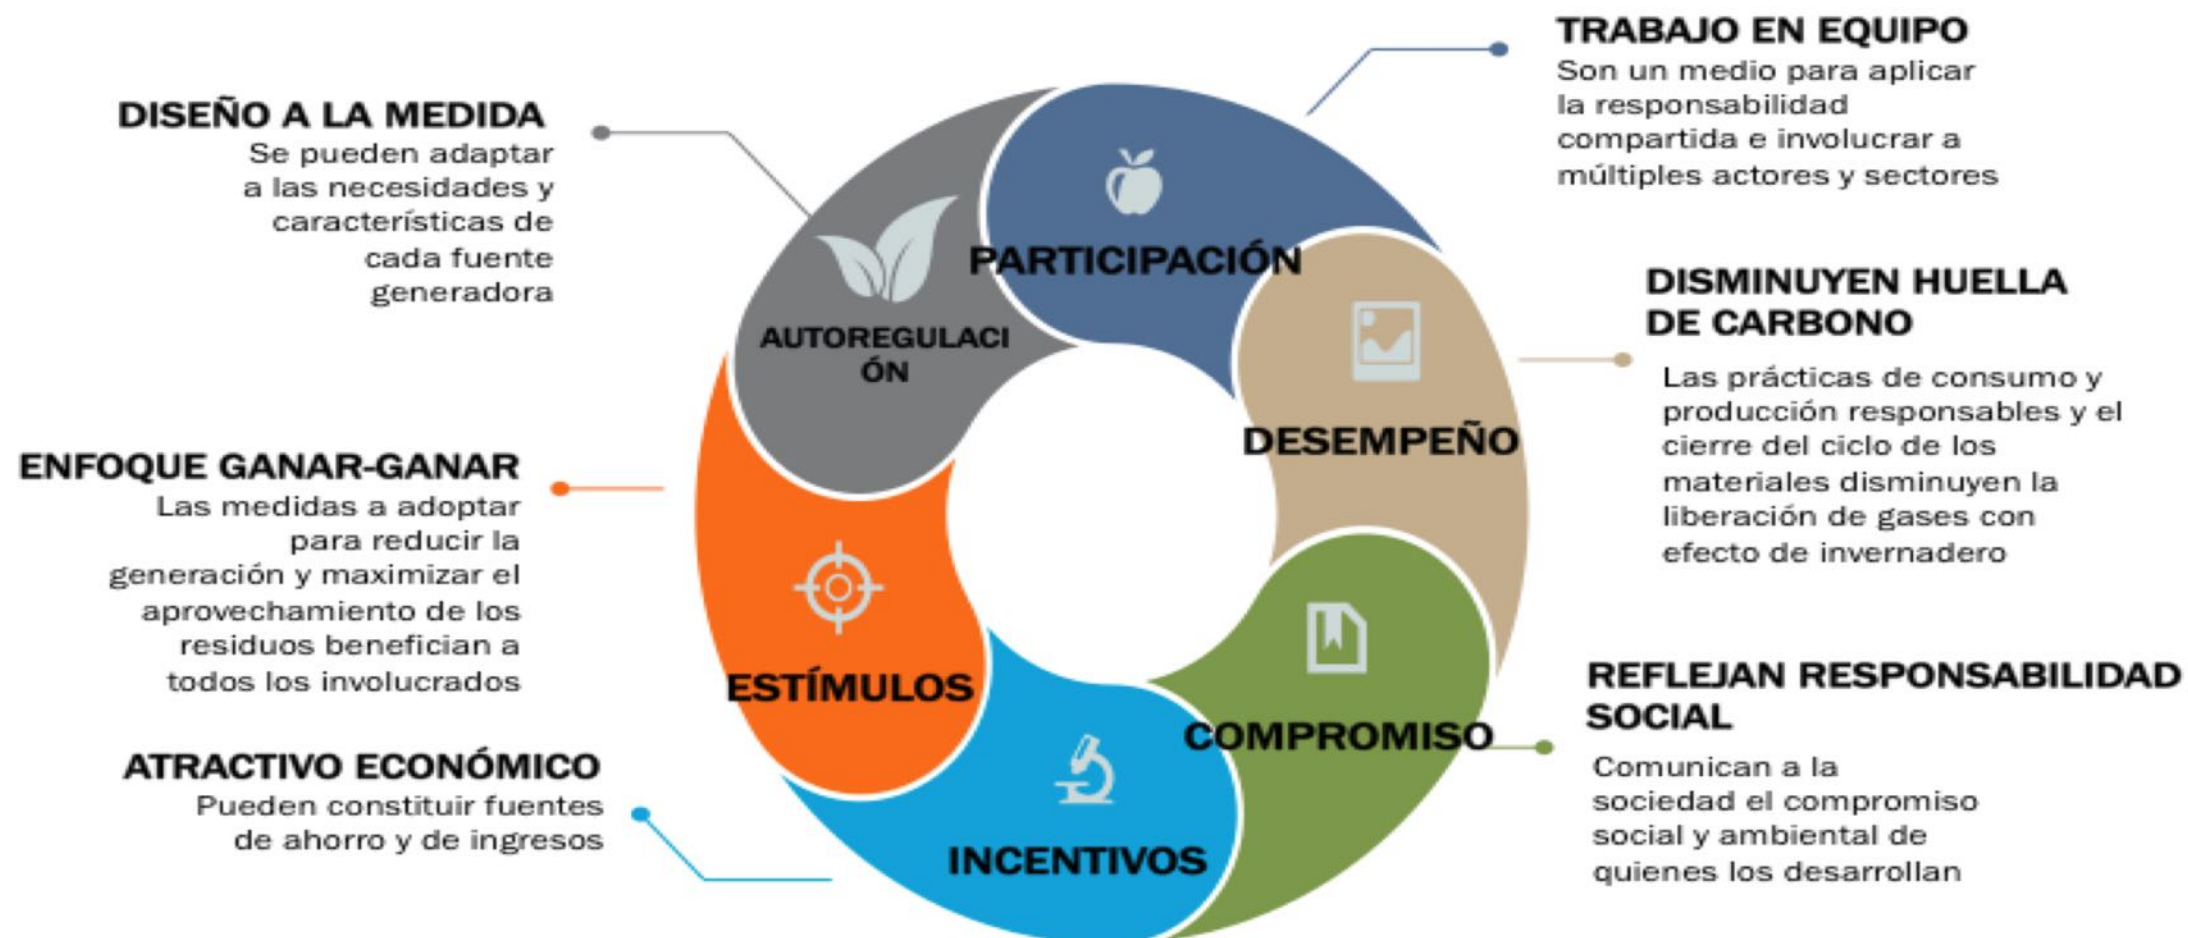 TRABAJO EN EQUIPO
Son un medio para aplicar
la responsabilidad
compartida e involucrar a
múltiples actores y sectores
DISEÑO A LA MEDIDA
Se pueden adaptar
a las necesidades y
características de
cada fuente
generadora
PARTICIPACIÓN
AUTOREGULACI
ÓN
DISMINUYEN HUELLA
DE CARBONO
Las prácticas de consumo y
producción responsables y el
cierre del ciclo de los
materiales disminuyen la
liberación de gases con
efecto de invernadero
DESEMPEÑO
ENFOQUE GANAR-GANAR
Las medidas a adoptar
para reducir la
generación y maximizar el
aprovechamiento de los
residuos benefician a
todos los involucrados
ESTÍMULOS
COMPROMISO
REFLEJAN RESPONSABILIDAD
SOCIAL
Comunican a la
sociedad el compromiso
social y ambiental de
quienes los desarrollan
ATRACTIVO ECONÓMICO
Pueden constituir fuentes
de ahorro y de ingresos
INCENTIVOS